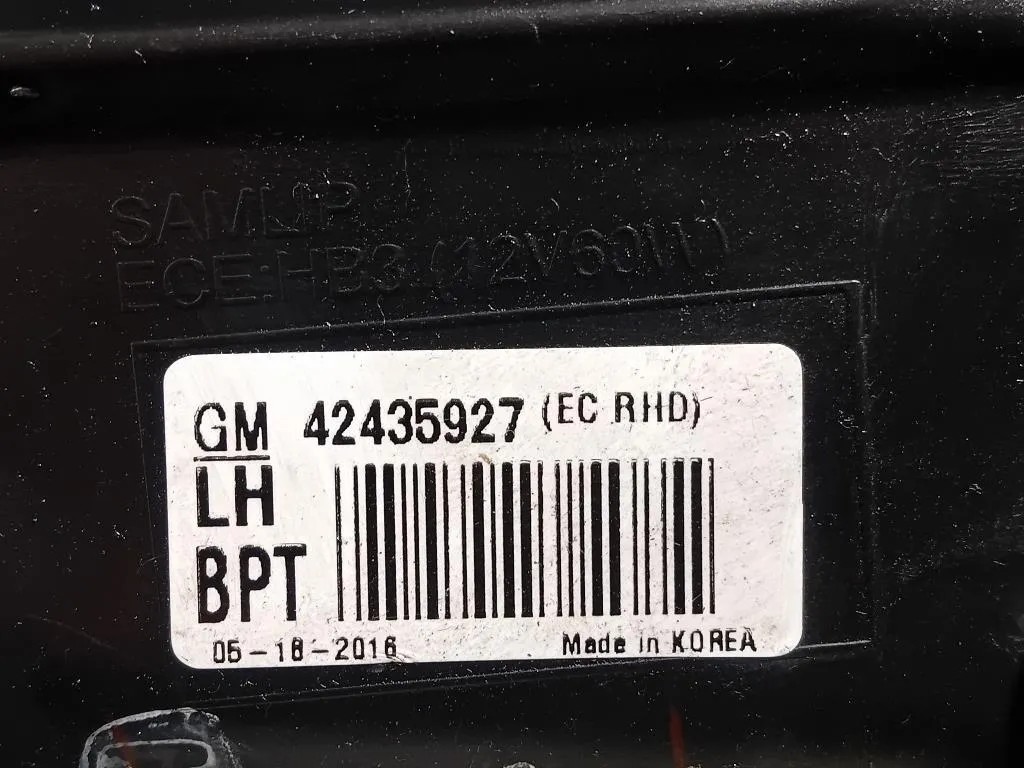 SAMLIP
ECE:HB3 (12V60W)
GM 42435927 (EC RHD)
LH
BPT
05-18-2016 Made in KOREA